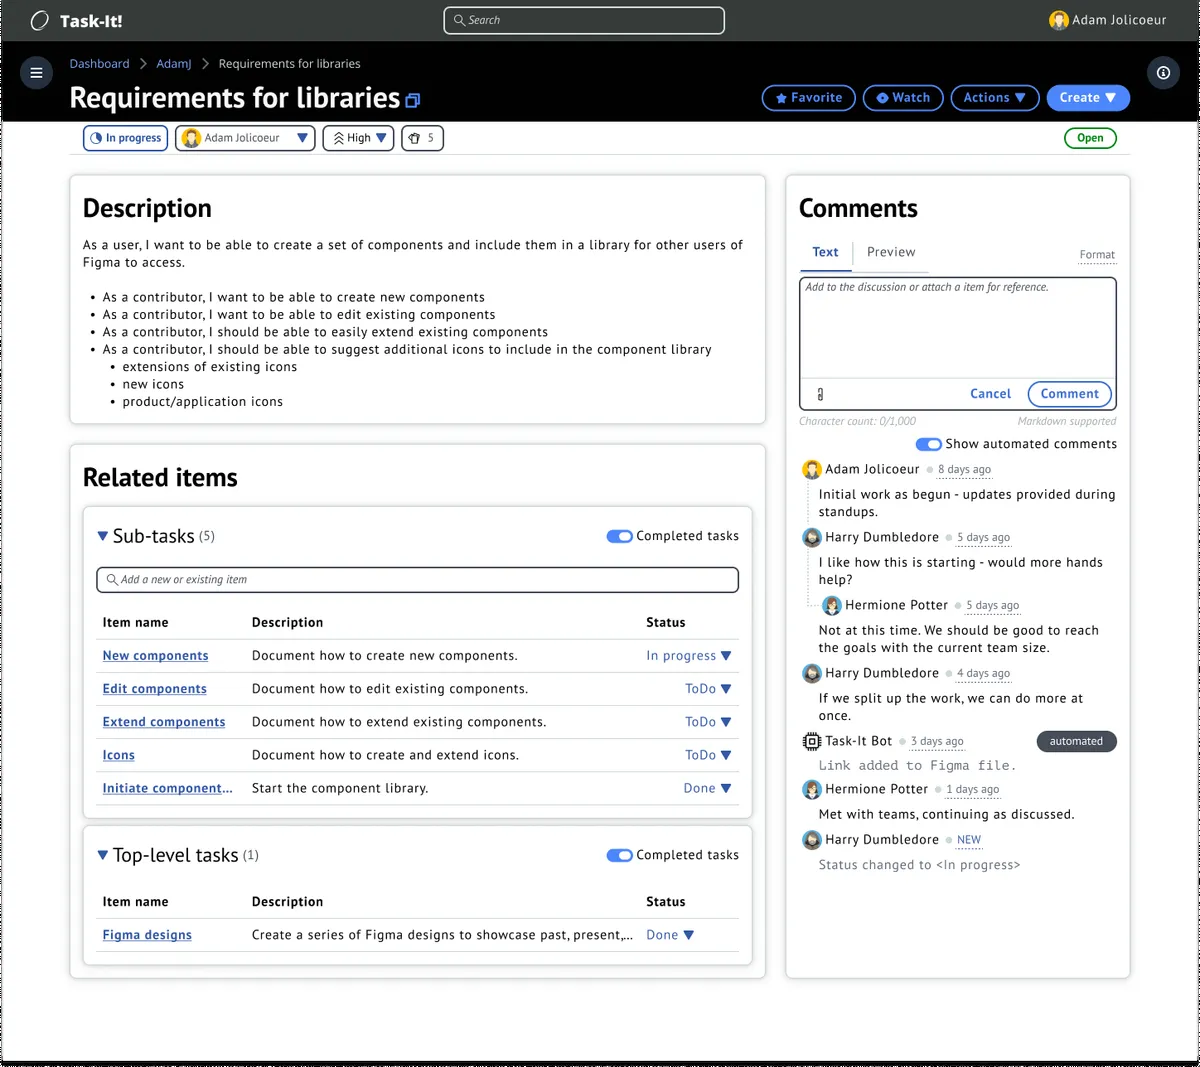 Task-It!
Search
Adam Jolicoeur
Dashboard > AdamJ > Requirements for libraries
Requirements for libraries
Favorite
Watch
Actions ▼
Create ▼
In progress
Adam Jolicoeur ▼
High ▼
5
Open
Description
As a user, I want to be able to create a set of components and include them in a library for other users of
Figma to access.
• As a contributor, I want to be able to create new components
• As a contributor, I want to be able to edit existing components
• As a contributor, I should be able to easily extend existing components
• As a contributor, I should be able to suggest additional icons to include in the component library
• extensions of existing icons
• new icons
• product/application icons
Related items
▼ Sub-tasks (5)
Completed tasks
Add a new or existing item
Item name Description Status
New components Document how to create new components. In progress ▼
Edit components Document how to edit existing components. ToDo ▼
Extend components Document how to extend existing components. ToDo ▼
Icons Document how to create and extend icons. ToDo ▼
Initiate component... Start the component library. Done ▼
▼ Top-level tasks (1)
Completed tasks
Item name Description Status
Figma designs Create a series of Figma designs to showcase past, present,... Done ▼
Comments
Text Preview Format
Add to the discussion or attach a item for reference.
Cancel Comment
Character count: 0/1,000 Markdown supported
Show automated comments
Adam Jolicoeur 8 days ago
Initial work as begun - updates provided during
standups.
Harry Dumbledore 5 days ago
I like how this is starting - would more hands
help?
Hermione Potter 5 days ago
Not at this time. We should be good to reach
the goals with the current team size.
Harry Dumbledore 4 days ago
If we split up the work, we can do more at
once.
Task-It Bot 3 days ago automated
Link added to Figma file.
Hermione Potter 1 days ago
Met with teams, continuing as discussed.
Harry Dumbledore NEW
Status changed to <In progress>